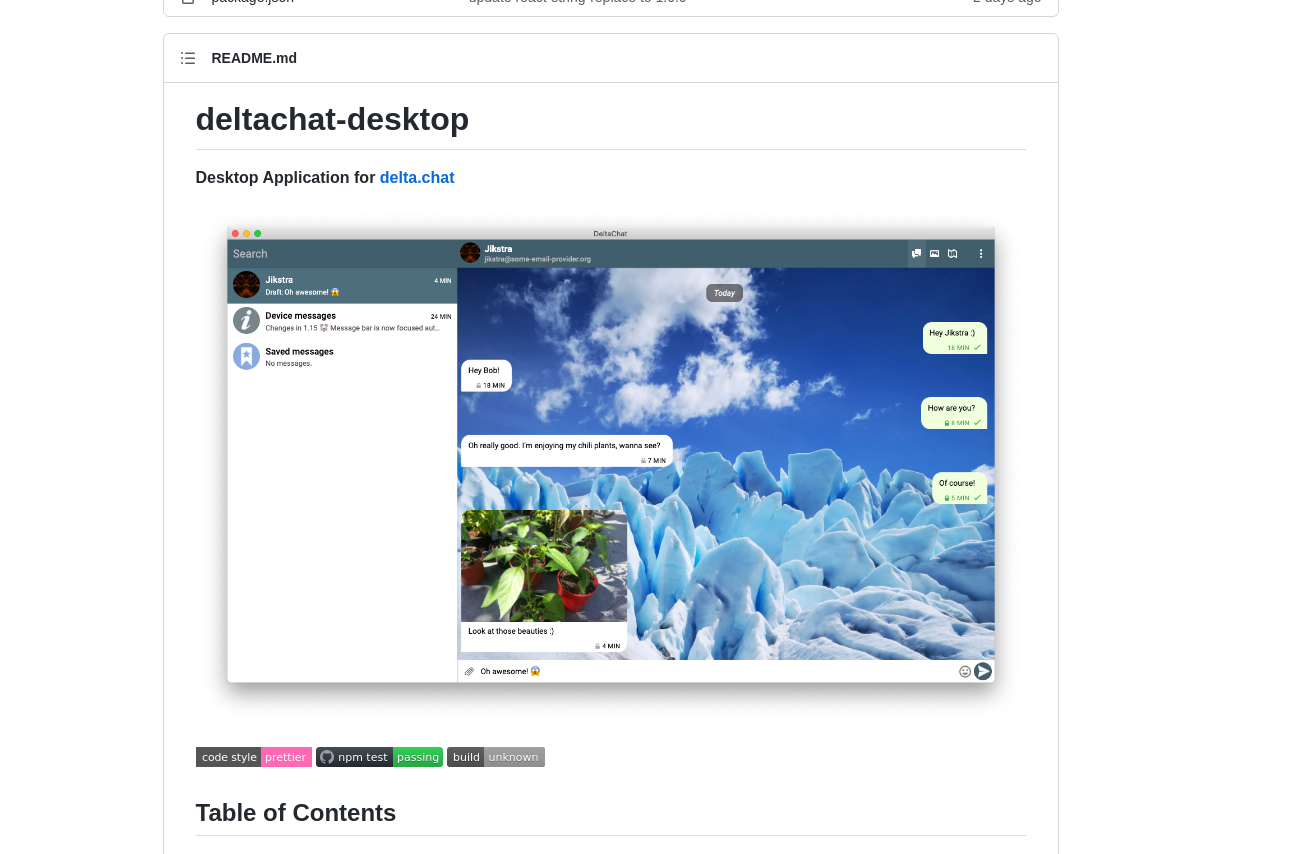 package.json update react-string-replace to 1.0.0 2 days ago
README.md
deltachat-desktop
Desktop Application for delta.chat
DeltaChat
Search
Jikstra
jikstra@some-email-provider.org
Jikstra 4 MIN
Draft: Oh awesome! 😱
Device messages 24 MIN
Changes in 1.15 Message bar is now focused aut...
Saved messages
No messages.
Today
Hey Jikstra :)
18 MIN
Hey Bob!
18 MIN
How are you?
8 MIN
Oh really good. I'm enjoying my chili plants, wanna see?
7 MIN
Of course!
5 MIN
Look at those beauties :)
4 MIN
Oh awesome! 😱
code style prettier npm test passing build unknown
Table of Contents